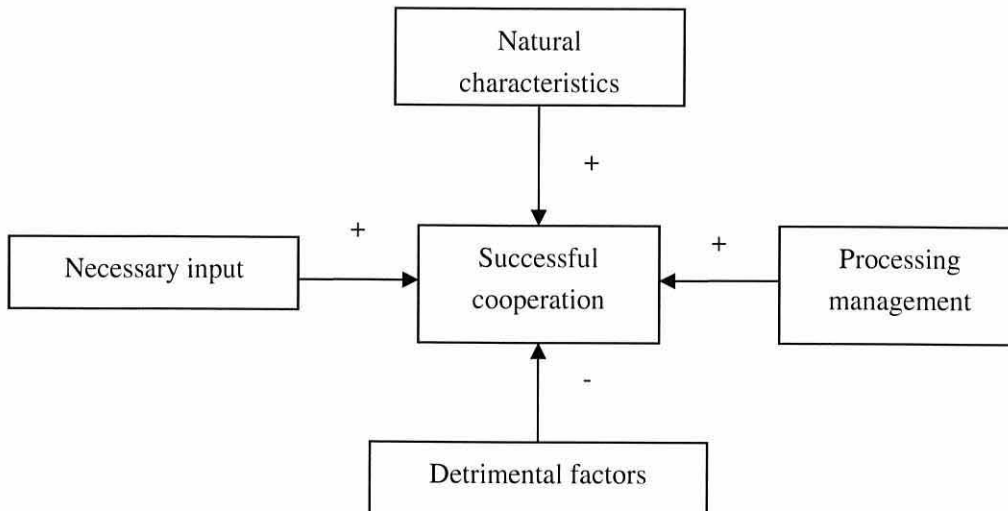 Natural
characteristics
+
+
Necessary input
Successful
cooperation
+
Processing
management
-
Detrimental factors